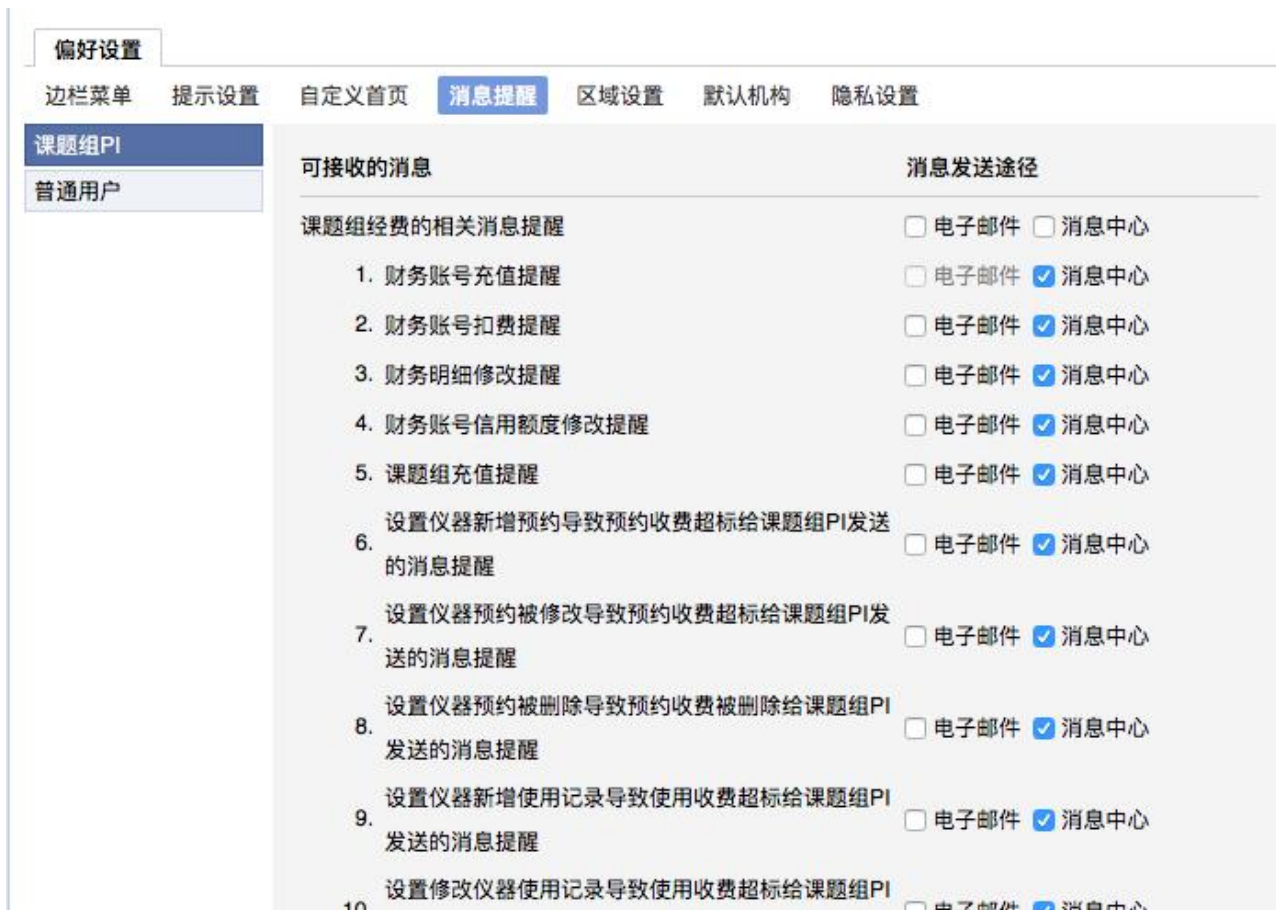 偏好设置
边栏菜单 提示设置 自定义首页 消息提醒 区域设置 默认机构 隐私设置
课题组PI
普通用户
可接收的消息 消息发送途径
课题组经费的相关消息提醒 电子邮件 消息中心
1. 财务账号充值提醒 电子邮件 消息中心
2. 财务账号扣费提醒 电子邮件 消息中心
3. 财务明细修改提醒 电子邮件 消息中心
4. 财务账号信用额度修改提醒 电子邮件 消息中心
5. 课题组充值提醒 电子邮件 消息中心
设置仪器新增预约导致预约收费超标给课题组PI发送
6. 电子邮件 消息中心
的消息提醒
设置仪器预约被修改导致预约收费超标给课题组PI发
7. 电子邮件 消息中心
送的消息提醒
设置仪器预约被删除导致预约收费被删除给课题组PI
8. 电子邮件 消息中心
发送的消息提醒
设置仪器新增使用记录导致使用收费超标给课题组PI
9. 电子邮件 消息中心
发送的消息提醒
设置修改仪器使用记录导致使用收费超标给课题组PI
10. 电子邮件 消息中心